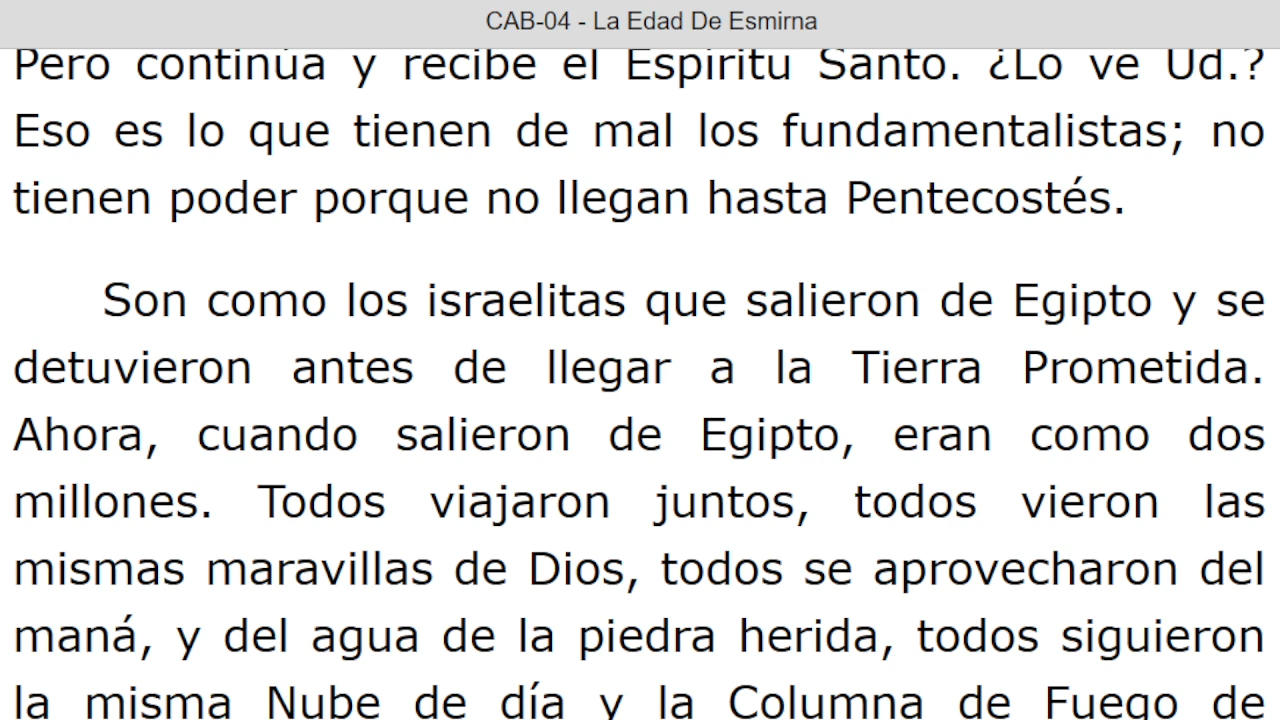 CAB-04 - La Edad De Esmirna
Pero continúa y recibe el Espíritu Santo. ¿Lo ve Ud.?
Eso es lo que tienen de mal los fundamentalistas; no
tienen poder porque no llegan hasta Pentecostés.
Son como los israelitas que salieron de Egipto y se
detuvieron antes de llegar a la Tierra Prometida.
Ahora, cuando salieron de Egipto, eran como dos
millones. Todos viajaron juntos, todos vieron las
mismas maravillas de Dios, todos se aprovecharon del
maná, y del agua de la piedra herida, todos siguieron
la misma Nube de día y la Columna de Fuego de